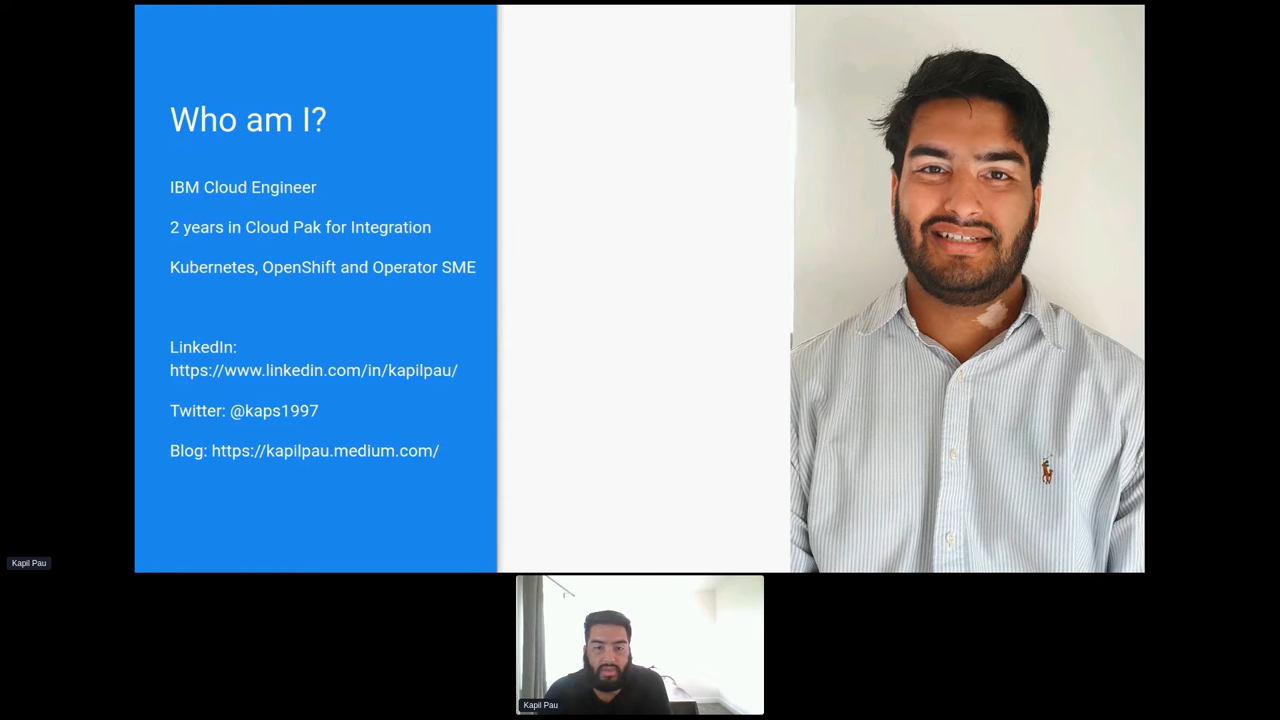 Who am I?
IBM Cloud Engineer
2 years in Cloud Pak for Integration
Kubernetes, OpenShift and Operator SME
LinkedIn:
https://www.linkedin.com/in/kapilpau/
Twitter: @kaps1997
Blog: https://kapilpau.medium.com/
Kapil Pau
Kapil Pau